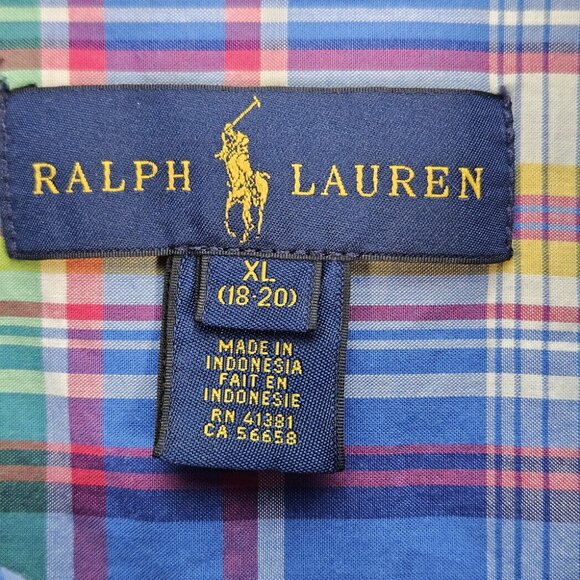 RALPH LAUREN
XL
(18-20)
MADE IN
INDONESIA
FAIT EN
INDONESIE
RN 41381
CA 56658